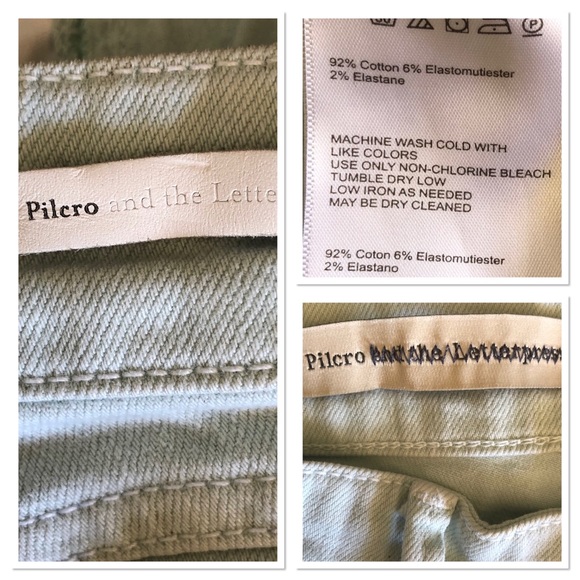 Pilcro and the Lette
92% Cotton 6% Elastomutiester
2% Elastane
MACHINE WASH COLD WITH
LIKE COLORS
USE ONLY NON-CHLORINE BLEACH
TUMBLE DRY LOW
LOW IRON AS NEEDED
MAY BE DRY CLEANED
92% Coton 6% Elastomutiester
2% Elastano
Pilcro and the Letterpress